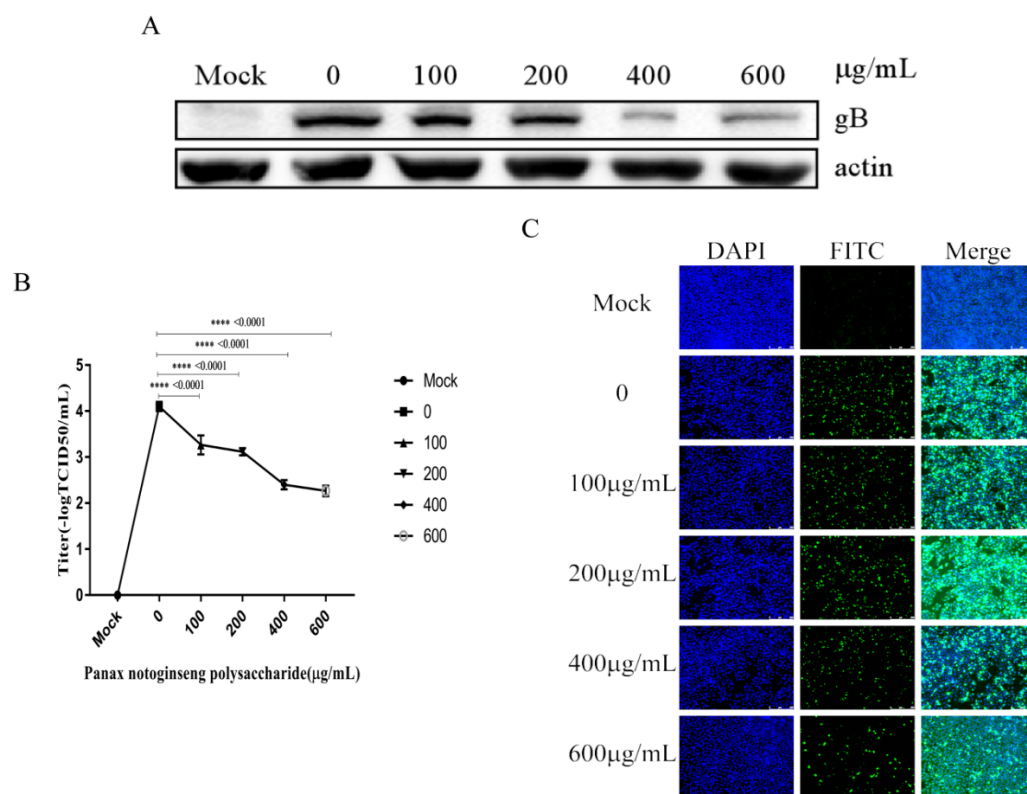 A
Mock 0 100 200 400 600 μg/mL
gB
actin
B
**** <0.0001
**** <0.0001
**** <0.0001
**** <0.0001
5
4
3
2
1
0
Titer(-logTCID50/mL)
Mock 0 100 200 400 600
Panax notoginseng polysaccharide(μg/mL)
Mock
0
100
200
400
600
C
DAPI FITC Merge
Mock
0
100μg/mL
200μg/mL
400μg/mL
600μg/mL